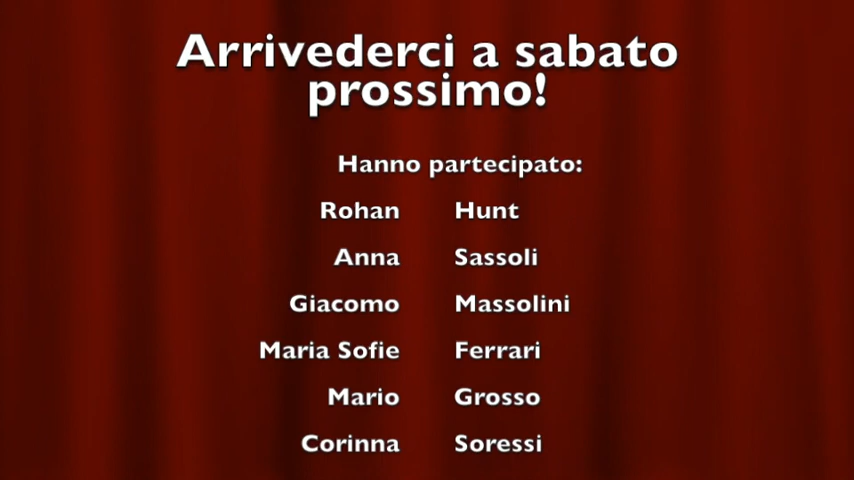 Arrivederci a sabato
prossimo!
Hanno partecipato:
Rohan Hunt
Anna Sassoli
Giacomo Massolini
Maria Sofie Ferrari
Mario Grosso
Corinna Soressi